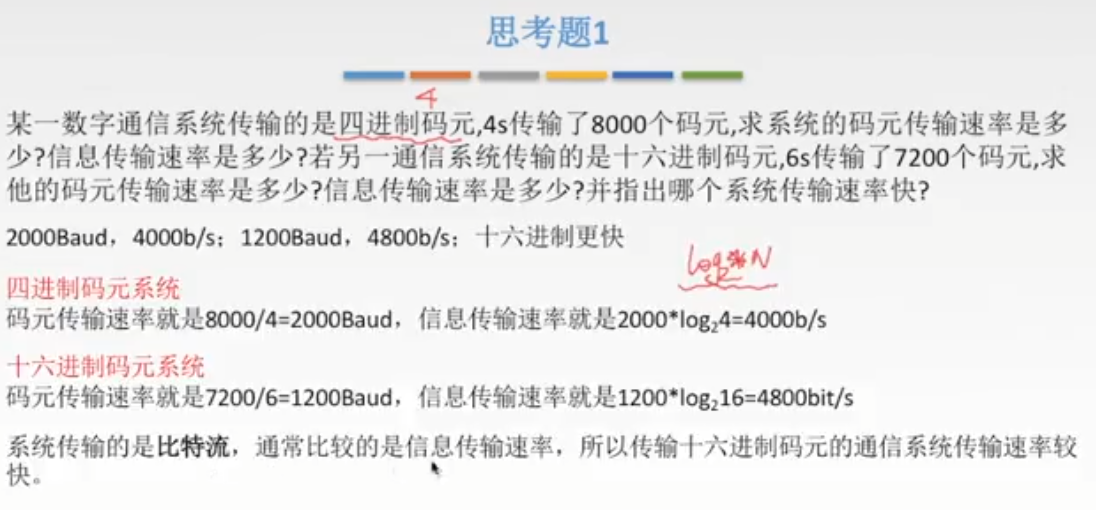 思考题1
4
某一数字通信系统传输的是四进制码元,4s传输了8000个码元,求系统的码元传输速率是多
少?信息传输速率是多少?若另一通信系统传输的是十六进制码元,6s传输了7200个码元,求
他的码元传输速率是多少?信息传输速率是多少?并指出哪个系统传输速率快?
2000Baud，4000b/s；1200Baud，4800b/s；十六进制更快
四进制码元系统
码元传输速率就是8000/4=2000Baud，信息传输速率就是2000*log₂4=4000b/s
十六进制码元系统
码元传输速率就是7200/6=1200Baud，信息传输速率就是1200*log₂16=4800bit/s
系统传输的是比特流，通常比较的是信息传输速率，所以传输十六进制码元的通信系统传输速率较
快。